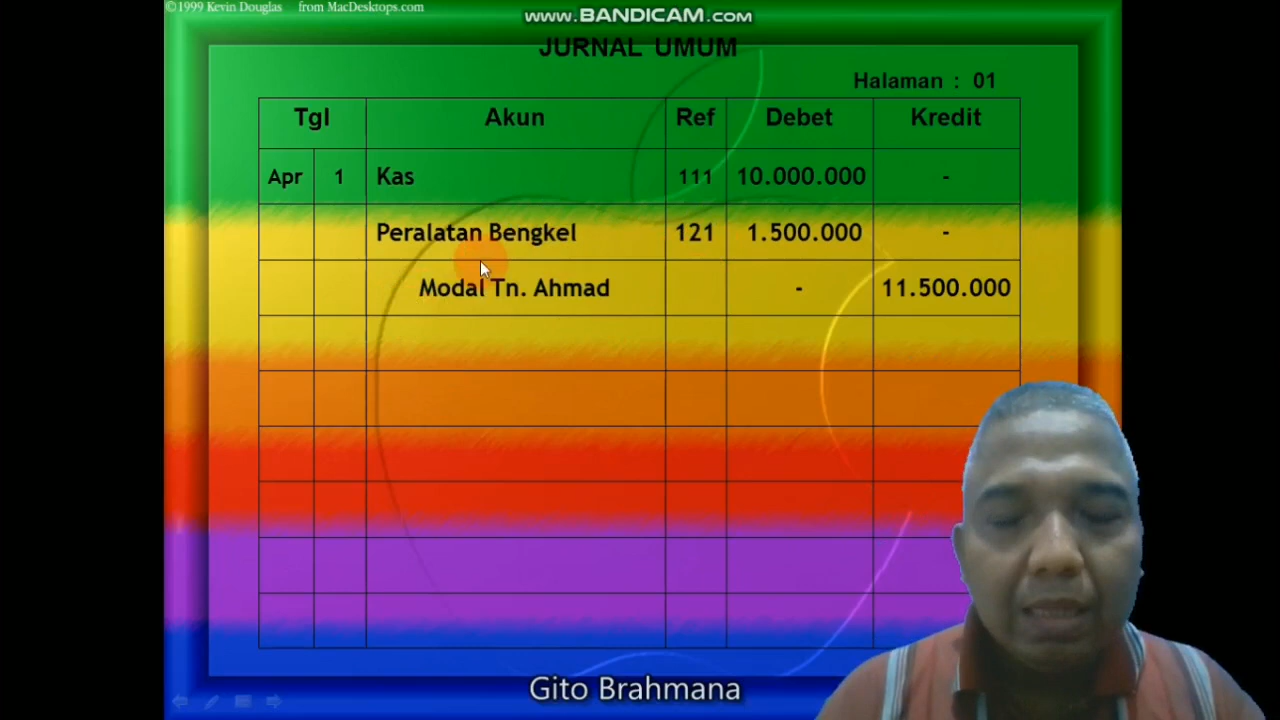 ©1999 Kevin Douglas from MacDesktops.com
www.BANDICAM.com
JURNAL UMUM
Halaman : 01
Tgl Akun Ref Debet Kredit
Apr 1 Kas 111 10.000.000 -
Peralatan Bengkel 121 1.500.000 -
Modal Tn. Ahmad - 11.500.000
Gito Brahmana